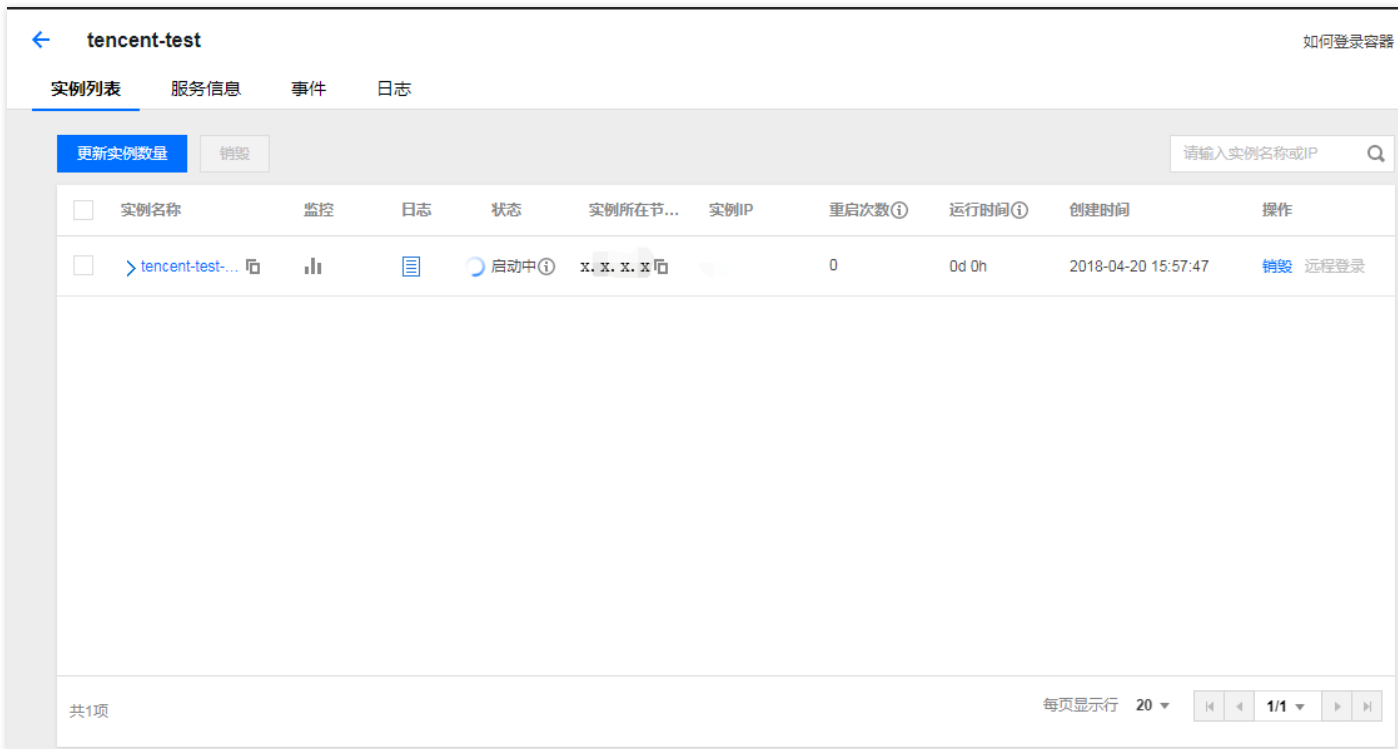 tencent-test 如何登录容器
实例列表 服务信息 事件 日志
更新实例数量 销毁 请输入实例名称或IP
实例名称 监控 日志 状态 实例所在节... 实例IP 重启次数 运行时间 创建时间 操作
tencent-test-... 启动中 x. x. x. x 0 0d 0h 2018-04-20 15:57:47 销毁 远程登录
共1项 每页显示行 20 1/1